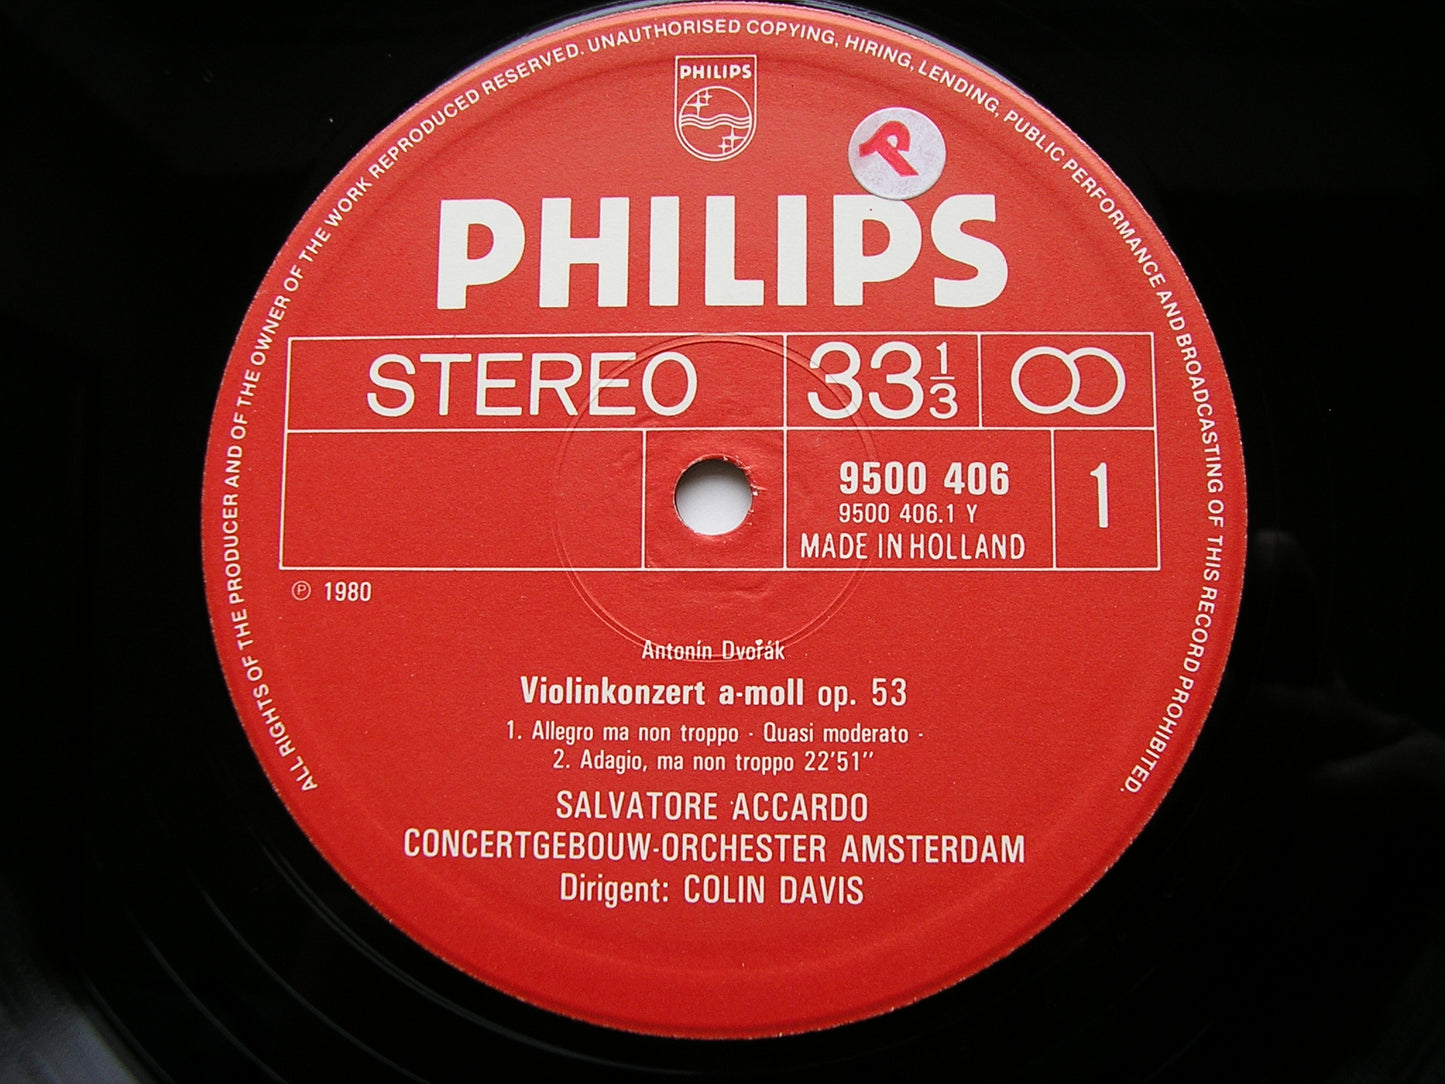 ALL RIGHTS OF THE PRODUCER AND OF THE OWNER OF THE WORK REPRODUCED RESERVED. UNAUTHORISED COPYING, HIRING, LENDING, PUBLIC PERFORMANCE AND BROADCASTING OF THIS RECORD PROHIBITED.
PHILIPS
P
PHILIPS
STEREO
33 1/3
9500 406
9500 406.1 Y
MADE IN HOLLAND
1
℗ 1980
Antonín Dvořák
Violinkonzert a-moll op. 53
1. Allegro ma non troppo · Quasi moderato ·
2. Adagio, ma non troppo 22'51"
SALVATORE ACCARDO
CONCERTGEBOUW-ORCHESTER AMSTERDAM
Dirigent: COLIN DAVIS